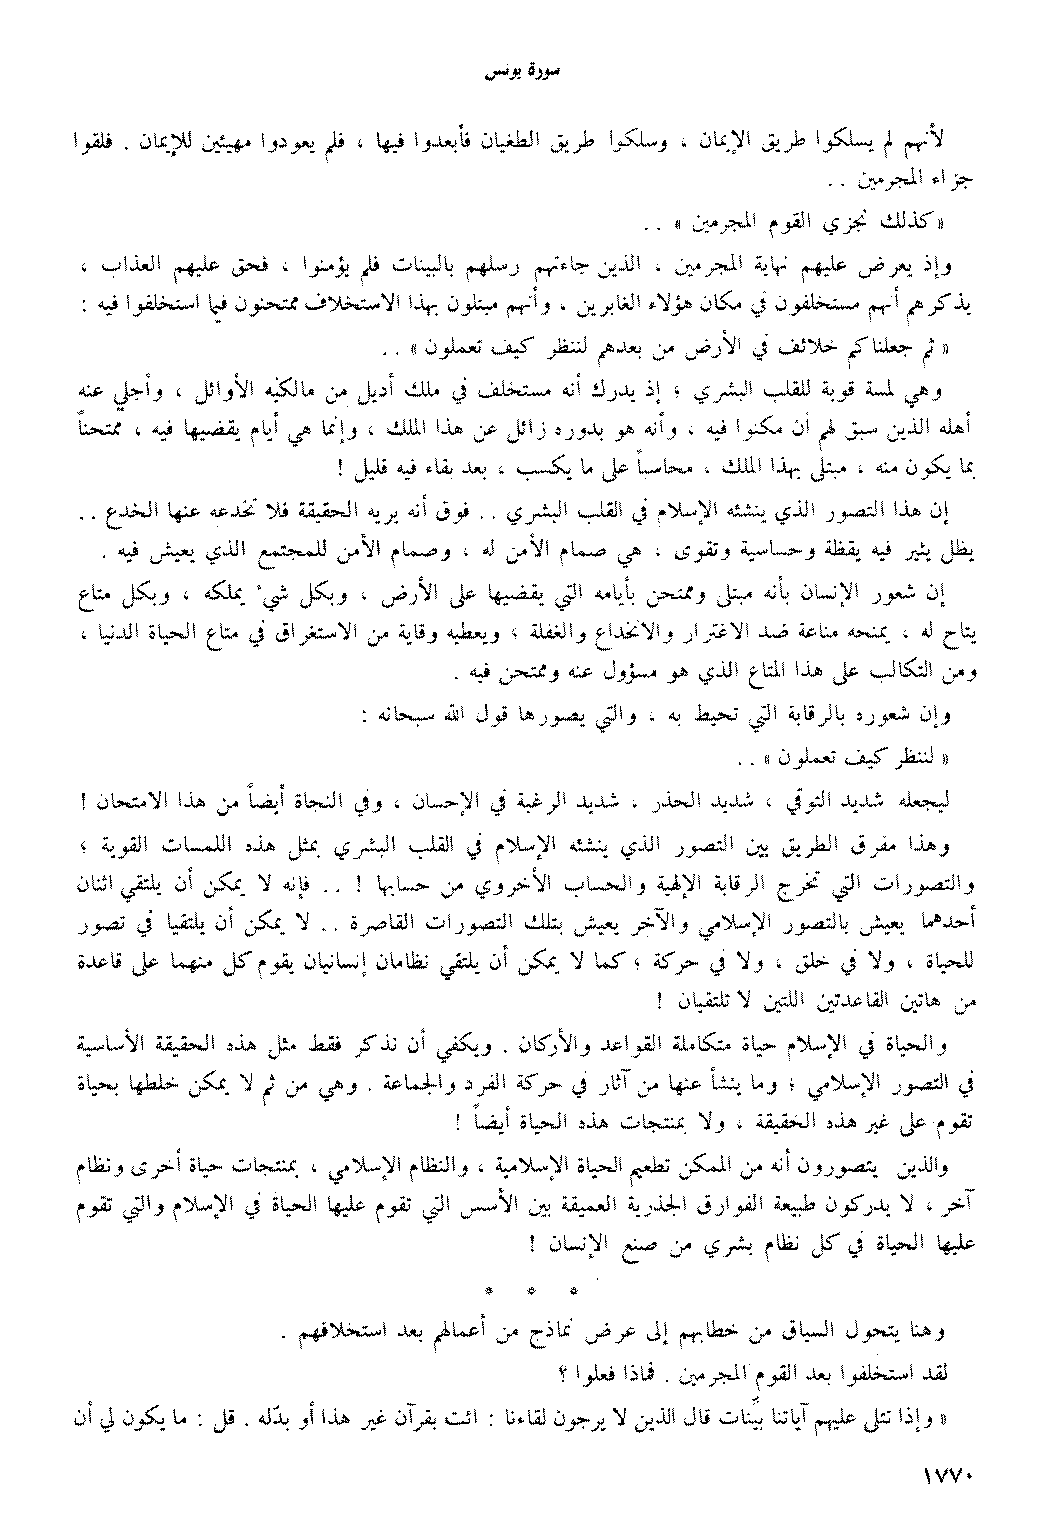 سورة يونس
لأنهم لم يسلكوا طريق الإيمان ، وسلكوا طريق الطغيان فأبعدوا فيها ، فلم يعودوا مهيئين للإيمان . فلقوا
جزاء المجرمين . .
« كذلك نجزي القوم المجرمين » . .
وإذ يعرض عليهم نهاية المجرمين ، الذين جاءتهم رسلهم بالبينات فلم يؤمنوا ، فحق عليهم العذاب ،
يذكرهم أنهم مستخلفون في مكان هؤلاء الغابرين ، وأنهم مبتلون بهذا الاستخلاف ممتحنون فيما استخلفوا فيه :
« ثم جعلناكم خلائف في الأرض من بعدهم لننظر كيف تعملون » . .
وهي لمسة قوية للقلب البشري ؛ إذ يدرك أنه مستخلف في ملك أديل من مالكيه الأوائل ، وأجلي عنه
أهله الذين سبق لهم أن مكنوا فيه ، وأنه هو بدوره زائل عن هذا الملك ، وإنما هي أيام يقضيها فيه ، ممتحناً
بما يكون منه ، مبتلى بهذا الملك ، محاسباً على ما يكسب ، بعد بقاء فيه قليل !
إن هذا التصور الذي ينشئه الإسلام في القلب البشري . . فوق أنه يريه الحقيقة فلا تخدعه عنها الخدع . .
يظل يثير فيه يقظة وحساسية وتقوى ، هي صمام الأمن له ، وصمام الأمن للمجتمع الذي يعيش فيه .
إن شعور الإنسان بأنه مبتلى وممتحن بأيامه التي يقضيها على الأرض ، وبكل شيء يملكه ، وبكل متاع
يتاح له ، يمنحه مناعة ضد الاغترار والانخداع والغفلة ؛ ويعطيه وقاية من الاستغراق في متاع الحياة الدنيا ،
ومن التكالب على هذا المتاع الذي هو مسؤول عنه وممتحن فيه .
وإن شعوره بالرقابة التي تحيط به ، والتي يصورها قول الله سبحانه :
« لننظر كيف تعملون » . .
ليجعله شديد التوقي ، شديد الحذر ، شديد الرغبة في الإحسان ، وفي النجاة أيضاً من هذا الامتحان !
وهذا مفرق الطريق بين التصور الذي ينشئه الإسلام في القلب البشري بمثل هذه اللمسات القوية ؛
والتصورات التي تخرج الرقابة الإلهية والحساب الأخروي من حسابها ! . . فإنه لا يمكن أن يلتقي اثنان
أحدهما يعيش بالتصور الإسلامي والآخر يعيش بتلك التصورات القاصرة . . لا يمكن أن يلتقيا في تصور
للحياة ، ولا في خلق ، ولا في حركة ؛ كما لا يمكن أن يلتقي نظامان إنسانيان يقوم كل منهما على قاعدة
من هاتين القاعدتين اللتين لا تلتقيان !
والحياة في الإسلام حياة متكاملة القواعد والأركان . ويكفي أن نذكر فقط مثل هذه الحقيقة الأساسية
في التصور الإسلامي ؛ وما ينشأ عنها من آثار في حركة الفرد والجماعة . وهي من ثم لا يمكن خلطها بحياة
تقوم على غير هذه الحقيقة ، ولا بمنتجات هذه الحياة أيضاً !
والذين يتصورون أنه من الممكن تطعيم الحياة الإسلامية ، والنظام الإسلامي ، بمنتجات حياة أخرى ونظام
آخر ، لا يدركون طبيعة الفوارق الجذرية العميقة بين الأسس التي تقوم عليها الحياة في الإسلام والتي تقوم
عليها الحياة في كل نظام بشري من صنع الإنسان !
* * *
وهنا يتحول السياق من خطابهم إلى عرض نماذج من أعمالهم بعد استخلافهم .
لقد استخلفوا بعد القوم المجرمين . فماذا فعلوا ؟
« وإذا تتلى عليهم آياتنا بيّنات قال الذين لا يرجون لقاءنا : ائت بقرآن غير هذا أو بدّله . قل : ما يكون لي أن
١٧٧٠